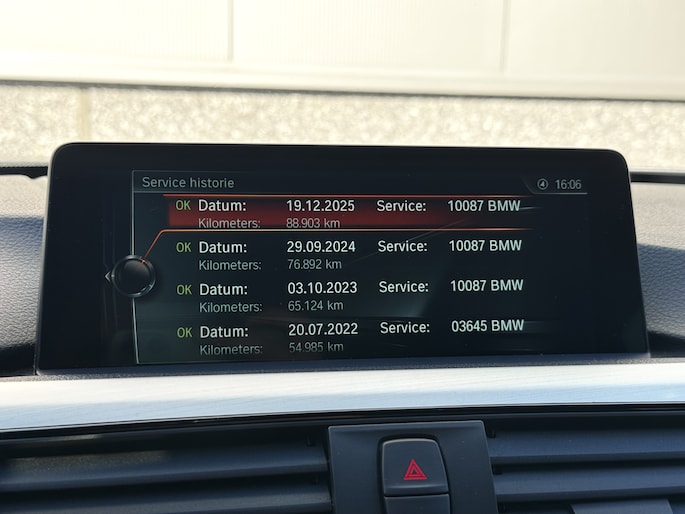 Service historie 16:06
OK Datum: 19.12.2025 Service: 10087 BMW
Kilometers: 88.903 km
OK Datum: 29.09.2024 Service: 10087 BMW
Kilometers: 76.892 km
OK Datum: 03.10.2023 Service: 10087 BMW
Kilometers: 65.124 km
OK Datum: 20.07.2022 Service: 03645 BMW
Kilometers: 54.985 km